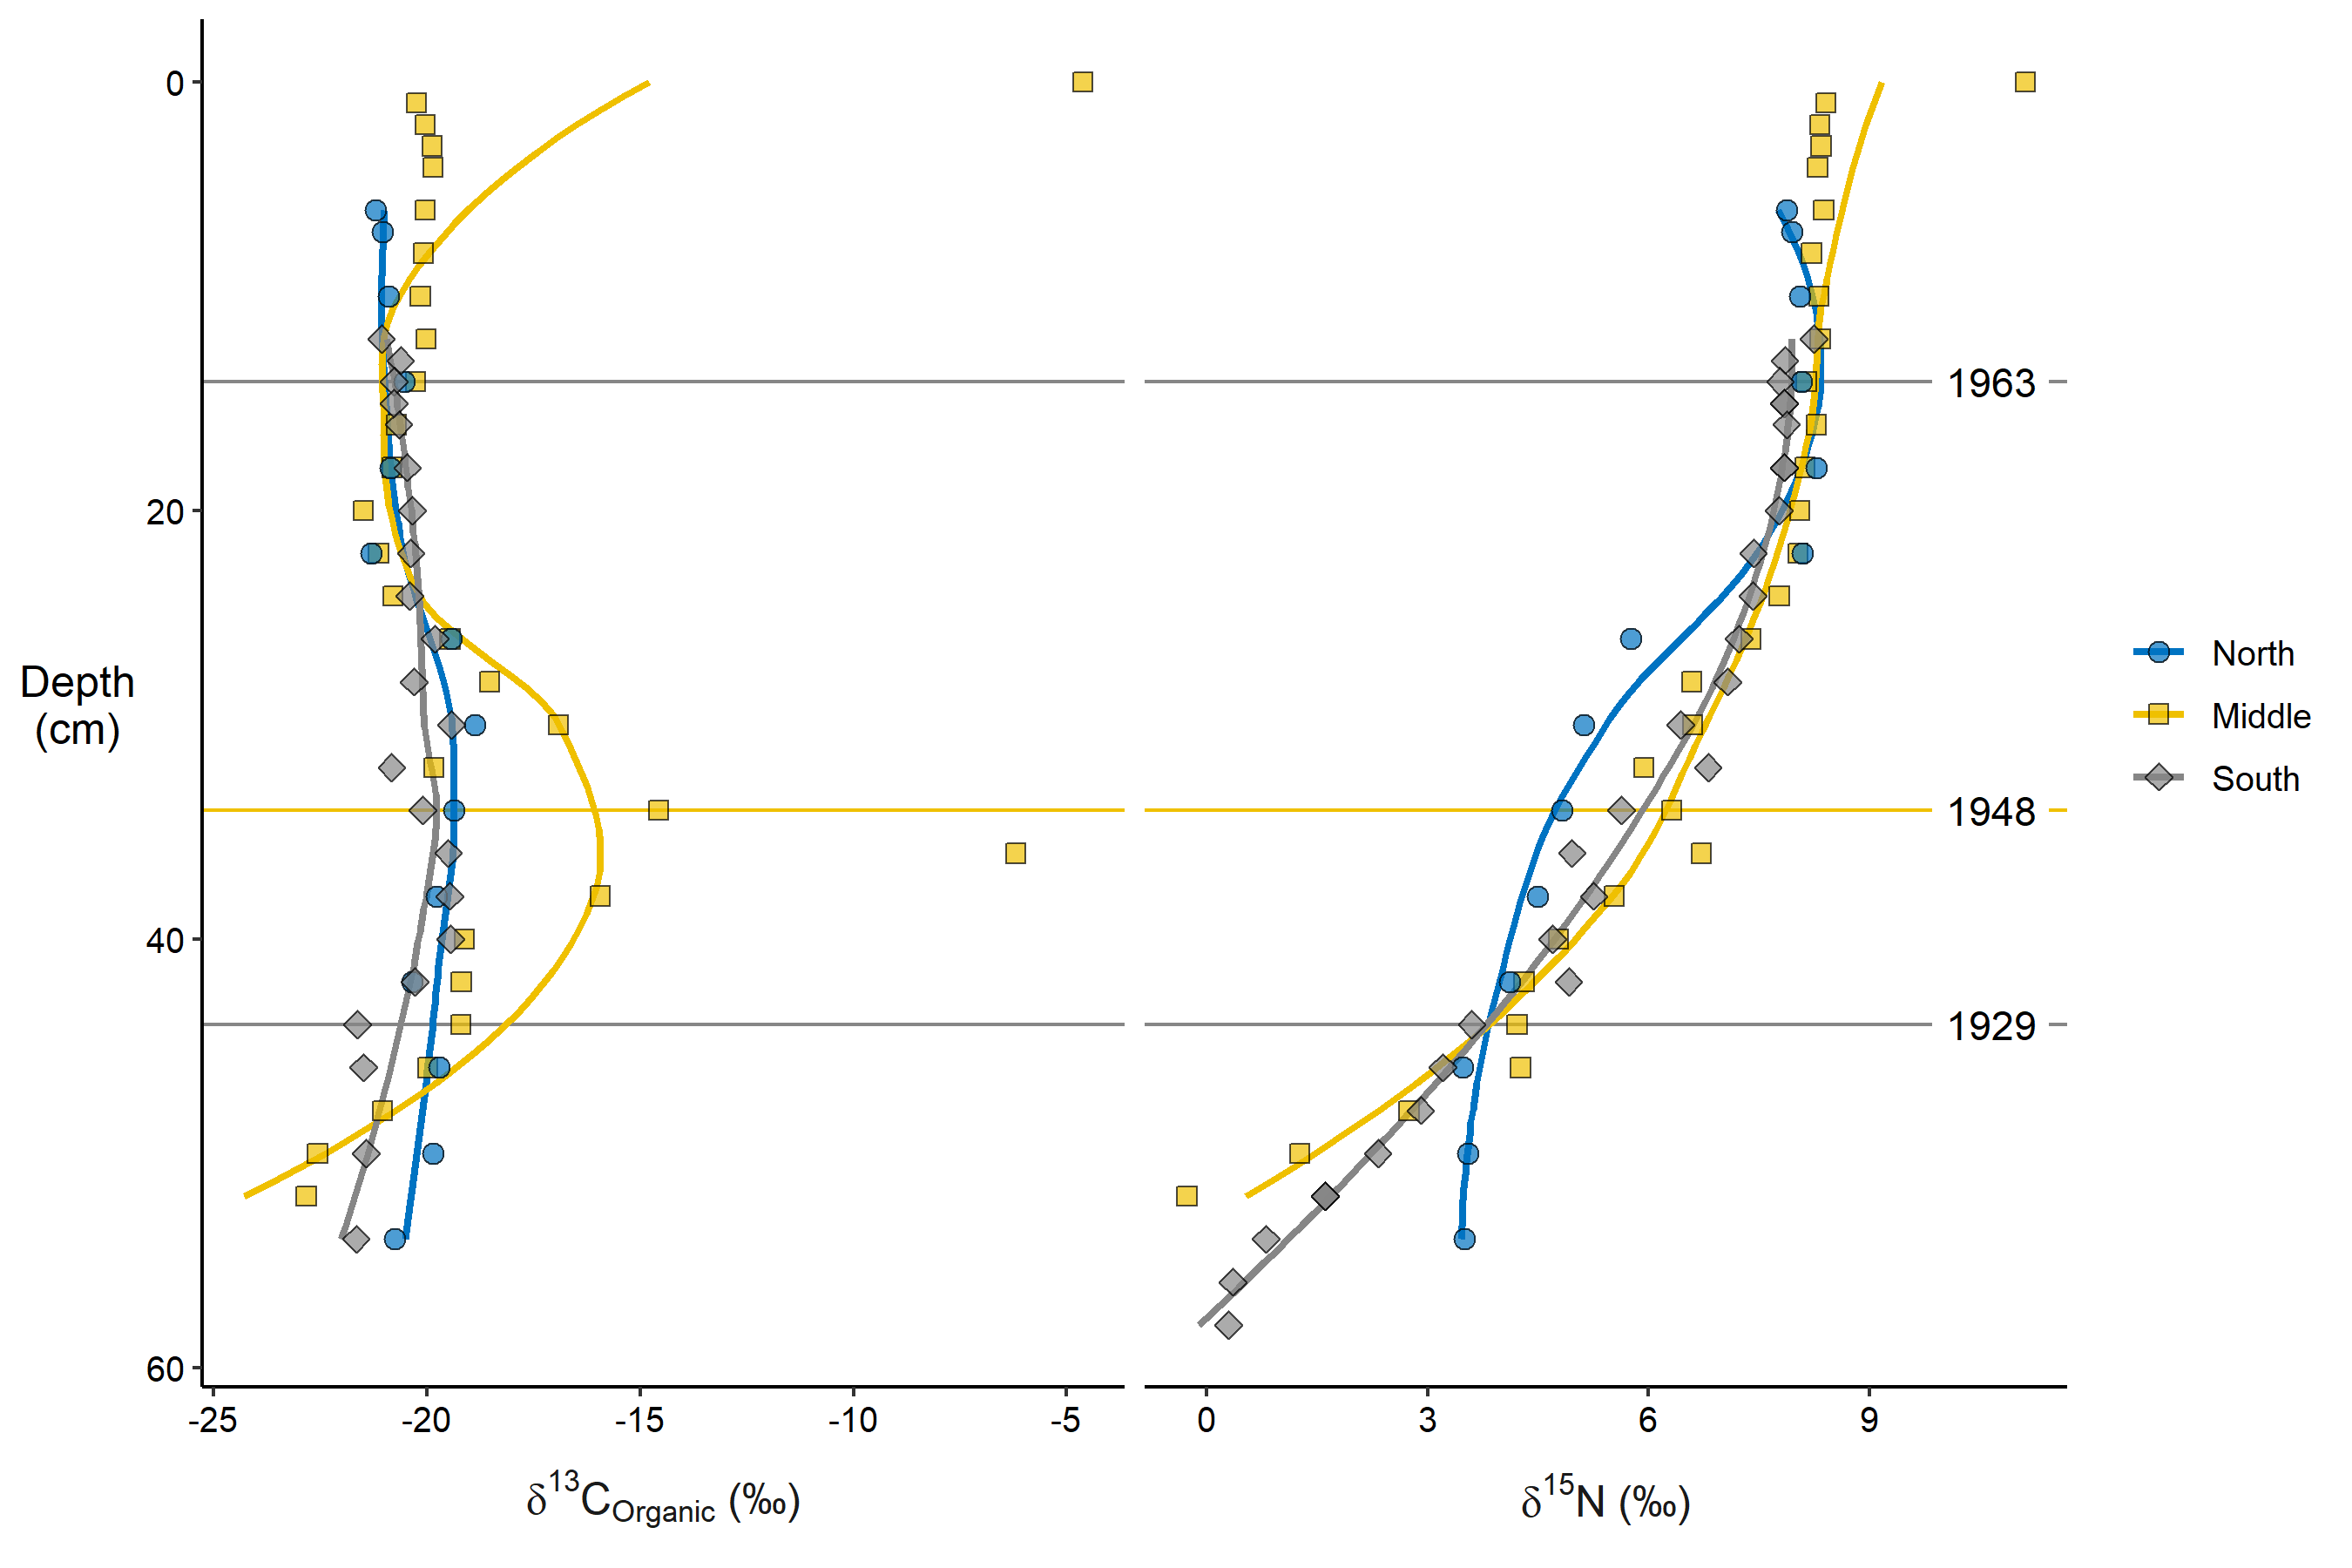 0
20
40
60
Depth
(cm)
1963
1948
1929
North
Middle
South
-25 -20 -15 -10 -5
0 3 6 9
δ¹³C_Organic (‰)
δ¹⁵N (‰)